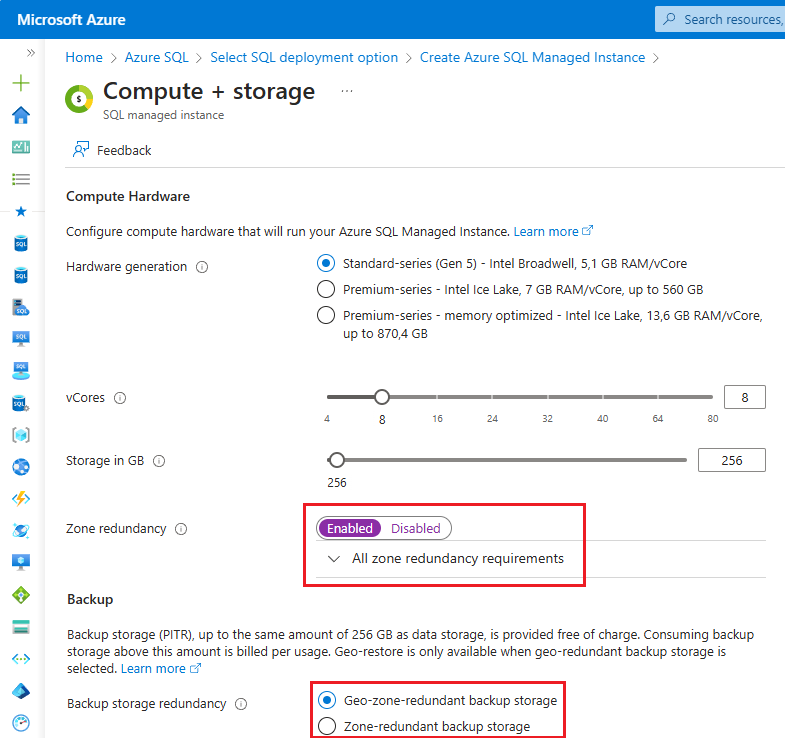 Microsoft Azure
Search resources,
Home > Azure SQL > Select SQL deployment option > Create Azure SQL Managed Instance >
$
Compute + storage ...
SQL managed instance
Feedback
Compute Hardware
Configure compute hardware that will run your Azure SQL Managed Instance. Learn more
Hardware generation
Standard-series (Gen 5) - Intel Broadwell, 5,1 GB RAM/vCore
Premium-series - Intel Ice Lake, 7 GB RAM/vCore, up to 560 GB
Premium-series - memory optimized - Intel Ice Lake, 13,6 GB RAM/vCore,
up to 870,4 GB
vCores
8
4 8 16 24 32 40 64 80
Storage in GB
256
256
Zone redundancy
Enabled Disabled
All zone redundancy requirements
Backup
Backup storage (PITR), up to the same amount of 256 GB as data storage, is provided free of charge. Consuming backup
storage above this amount is billed per usage. Geo-restore is only available when geo-redundant backup storage is
selected. Learn more
Backup storage redundancy
Geo-zone-redundant backup storage
Zone-redundant backup storage
SQL
SQL
SQL
SQL
SQL
SQL